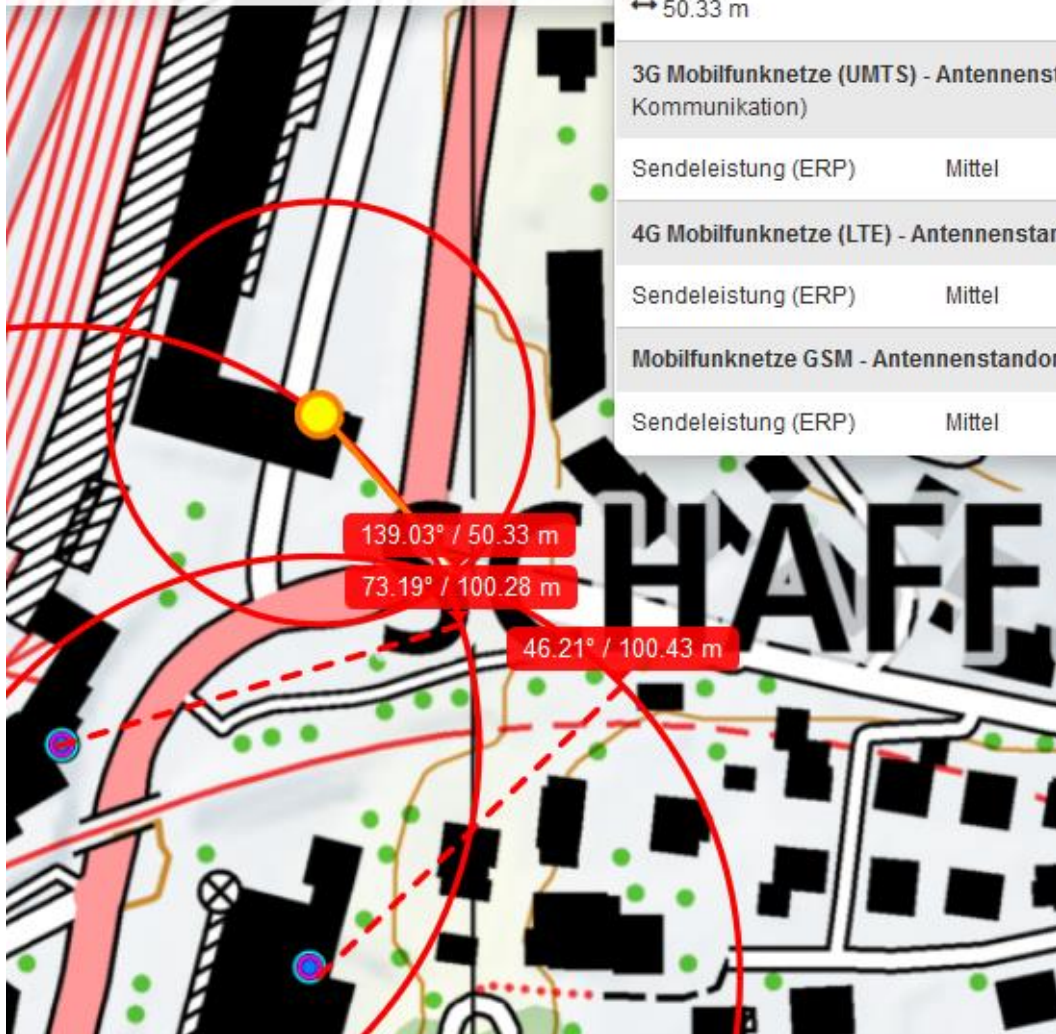 50.33 m
3G Mobilfunknetze (UMTS) - Antennenst
Kommunikation)
Sendeleistung (ERP) Mittel
4G Mobilfunknetze (LTE) - Antennenstan
Sendeleistung (ERP) Mittel
Mobilfunknetze GSM - Antennenstandor
Sendeleistung (ERP) Mittel
139.03° / 50.33 m
SCHAFF
73.19° / 100.28 m
46.21° / 100.43 m